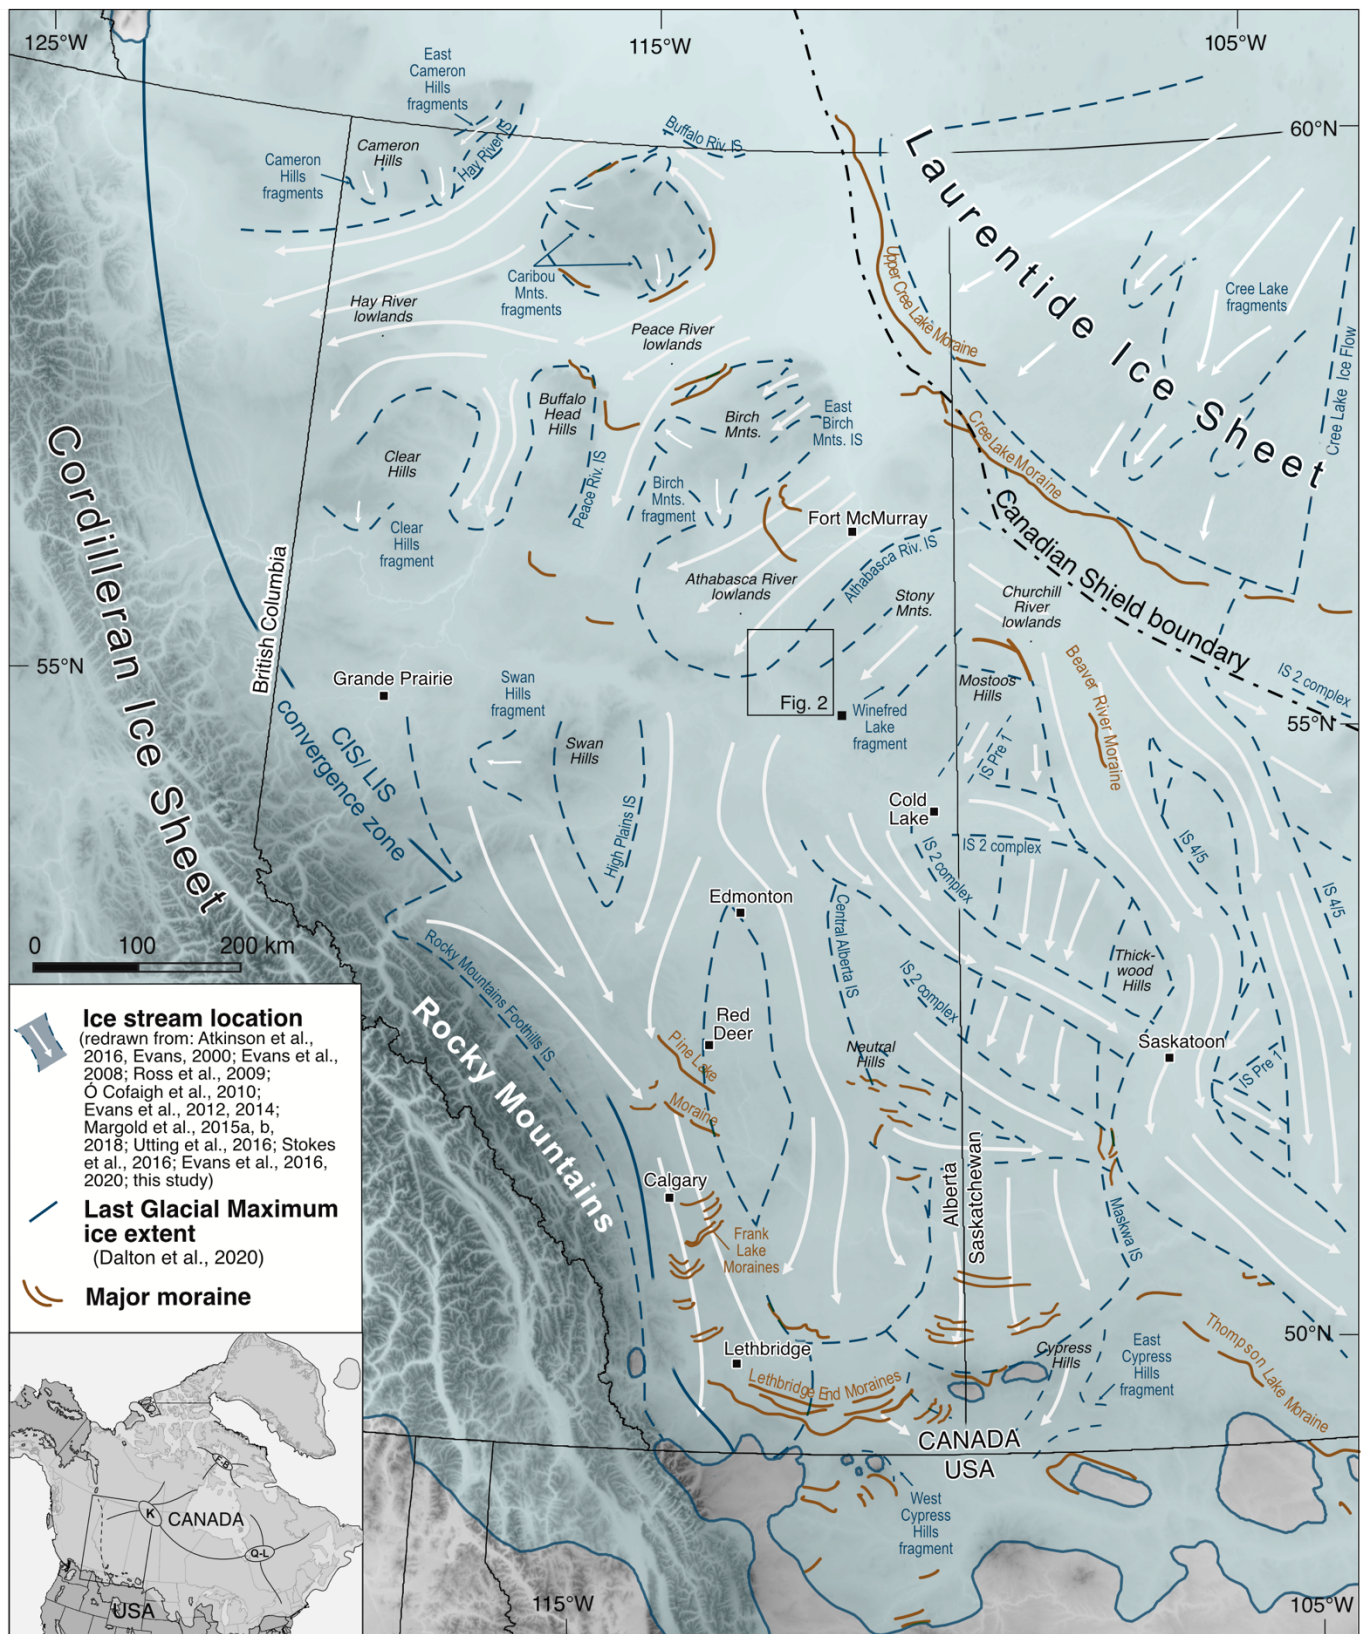 125°W
115°W
105°W
60°N
East
Cameron
Hills
fragments
Cameron
Hills
Cameron
Hills
fragments
Hay River IS
Buffalo Riv. IS
Laurentide Ice Sheet
Caribou
Mnts.
fragments
Hay River
lowlands
Peace River
lowlands
Upper Cree Lake Moraine
Cree Lake
fragments
Cree Lake Ice Flow
Buffalo
Head
Hills
Birch
Mnts.
East
Birch
Mnts. IS
Cree Lake Moraine
Clear
Hills
Peace Riv. IS
Birch
Mnts.
fragment
Clear
Hills
fragment
Fort McMurray
Canadian Shield boundary
Cordilleran Ice Sheet
British Columbia
Athabasca River
lowlands
Athabasca Riv. IS
Stony
Mnts.
Churchill
River
lowlands
55°N
Grande Prairie
Swan
Hills
fragment
Fig. 2
Winefred
Lake
fragment
Mostoos
Hills
Beaver River Moraine
IS 2 complex
55°N
CIS/ LIS
convergence zone
Swan
Hills
High Plains IS
IS Pre 1
Cold
Lake
IS 2 complex
IS 2 complex
IS 4/5
IS 4/5
Edmonton
Central Alberta IS
IS 2 complex
Thick-
wood
Hills
0 100 200 km
Rocky Mountains Foothills IS
Rocky Mountains
Red
Deer
Pine Lake
Moraine
Neutral
Hills
Saskatoon
IS Pre 1
Ice stream location
(redrawn from: Atkinson et al.,
2016, Evans, 2000; Evans et al.,
2008; Ross et al., 2009;
Ó Cofaigh et al., 2010;
Evans et al., 2012, 2014;
Margold et al., 2015a, b,
2018; Utting et al., 2016; Stokes
et al., 2016; Evans et al., 2016,
2020; this study)
Last Glacial Maximum
ice extent
(Dalton et al., 2020)
Major moraine
Calgary
Frank
Lake
Moraines
Alberta
Saskatchewan
Maskwa IS
50°N
Lethbridge
Lethbridge End Moraines
Cypress
Hills
East
Cypress
Hills
fragment
Thompson Lake Moraine
CANADA
USA
West
Cypress
Hills
fragment
F-B
K
CANADA
Q-L
USA
115°W
105°W